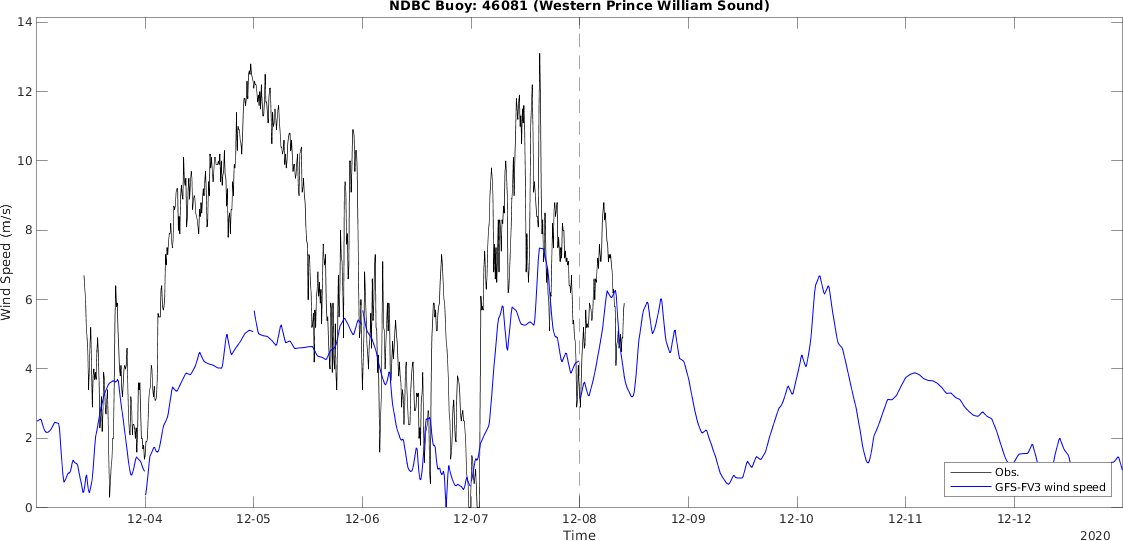 NDBC Buoy: 46081 (Western Prince William Sound)
14
12
10
8
6
4
2
0
Wind Speed (m/s)
Obs.
GFS-FV3 wind speed
12-04 12-05 12-06 12-07 12-08 12-09 12-10 12-11 12-12
Time
2020